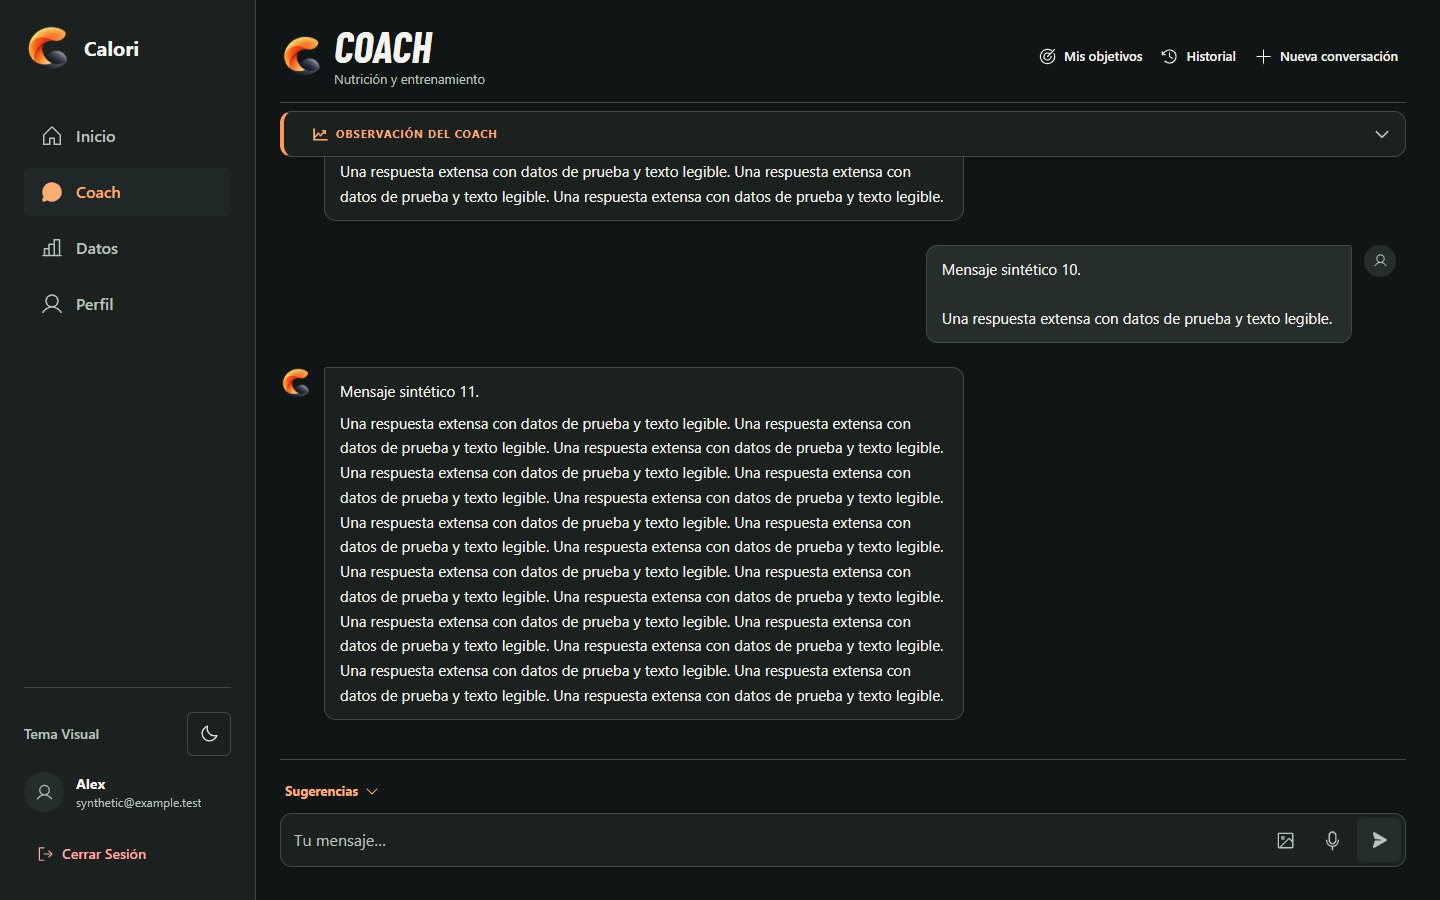 Calori
Inicio
Coach
Datos
Perfil
Tema Visual
Alex
synthetic@example.test
Cerrar Sesión
COACH
Nutrición y entrenamiento
Mis objetivos
Historial
Nueva conversación
OBSERVACIÓN DEL COACH
Una respuesta extensa con datos de prueba y texto legible. Una respuesta extensa con
datos de prueba y texto legible. Una respuesta extensa con datos de prueba y texto legible.
Mensaje sintético 10.
Una respuesta extensa con datos de prueba y texto legible.
Mensaje sintético 11.
Una respuesta extensa con datos de prueba y texto legible. Una respuesta extensa con
datos de prueba y texto legible. Una respuesta extensa con datos de prueba y texto legible.
Una respuesta extensa con datos de prueba y texto legible. Una respuesta extensa con
datos de prueba y texto legible. Una respuesta extensa con datos de prueba y texto legible.
Una respuesta extensa con datos de prueba y texto legible. Una respuesta extensa con
datos de prueba y texto legible. Una respuesta extensa con datos de prueba y texto legible.
Una respuesta extensa con datos de prueba y texto legible. Una respuesta extensa con
datos de prueba y texto legible. Una respuesta extensa con datos de prueba y texto legible.
Una respuesta extensa con datos de prueba y texto legible. Una respuesta extensa con
datos de prueba y texto legible. Una respuesta extensa con datos de prueba y texto legible.
Una respuesta extensa con datos de prueba y texto legible. Una respuesta extensa con
datos de prueba y texto legible. Una respuesta extensa con datos de prueba y texto legible.
Sugerencias
Tu mensaje...